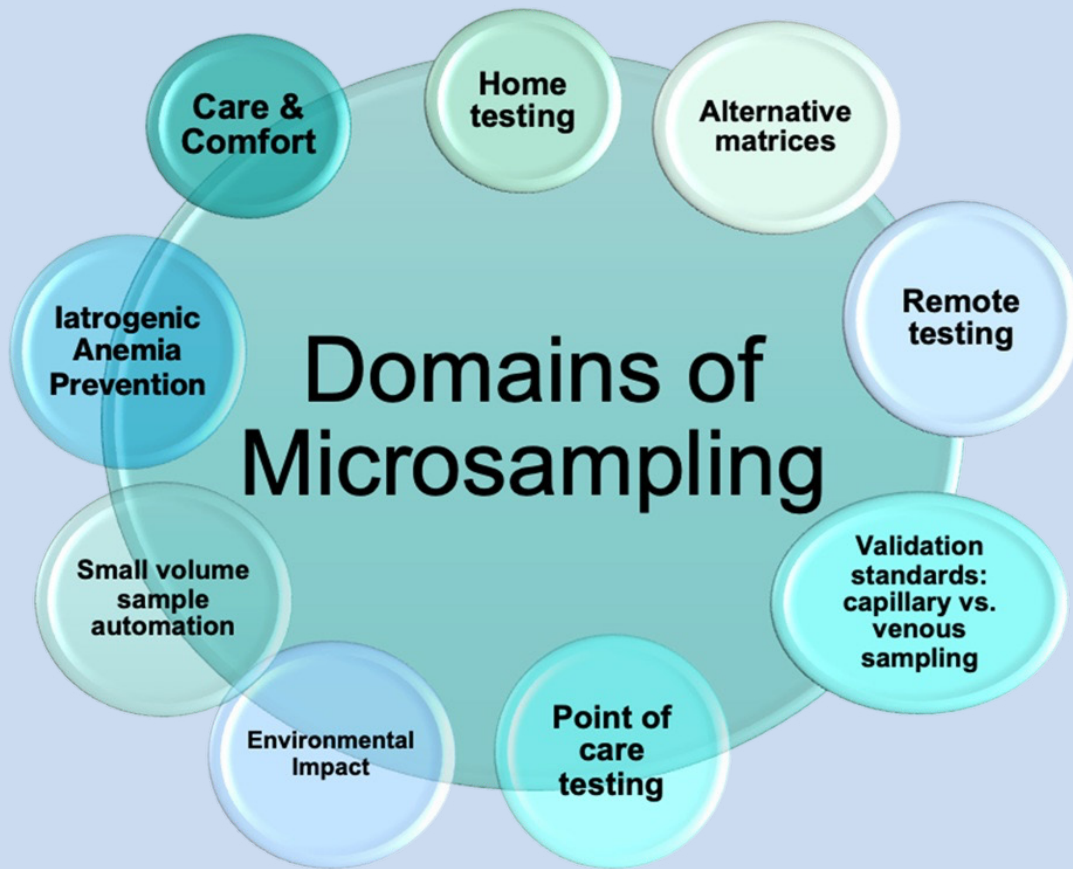 Care &
Comfort
Home
testing
Alternative
matrices
Remote
testing
Iatrogenic
Anemia
Prevention
Domains of
Microsampling
Small volume
sample
automation
Validation
standards:
capillary vs.
venous
sampling
Environmental
Impact
Point of
care
testing